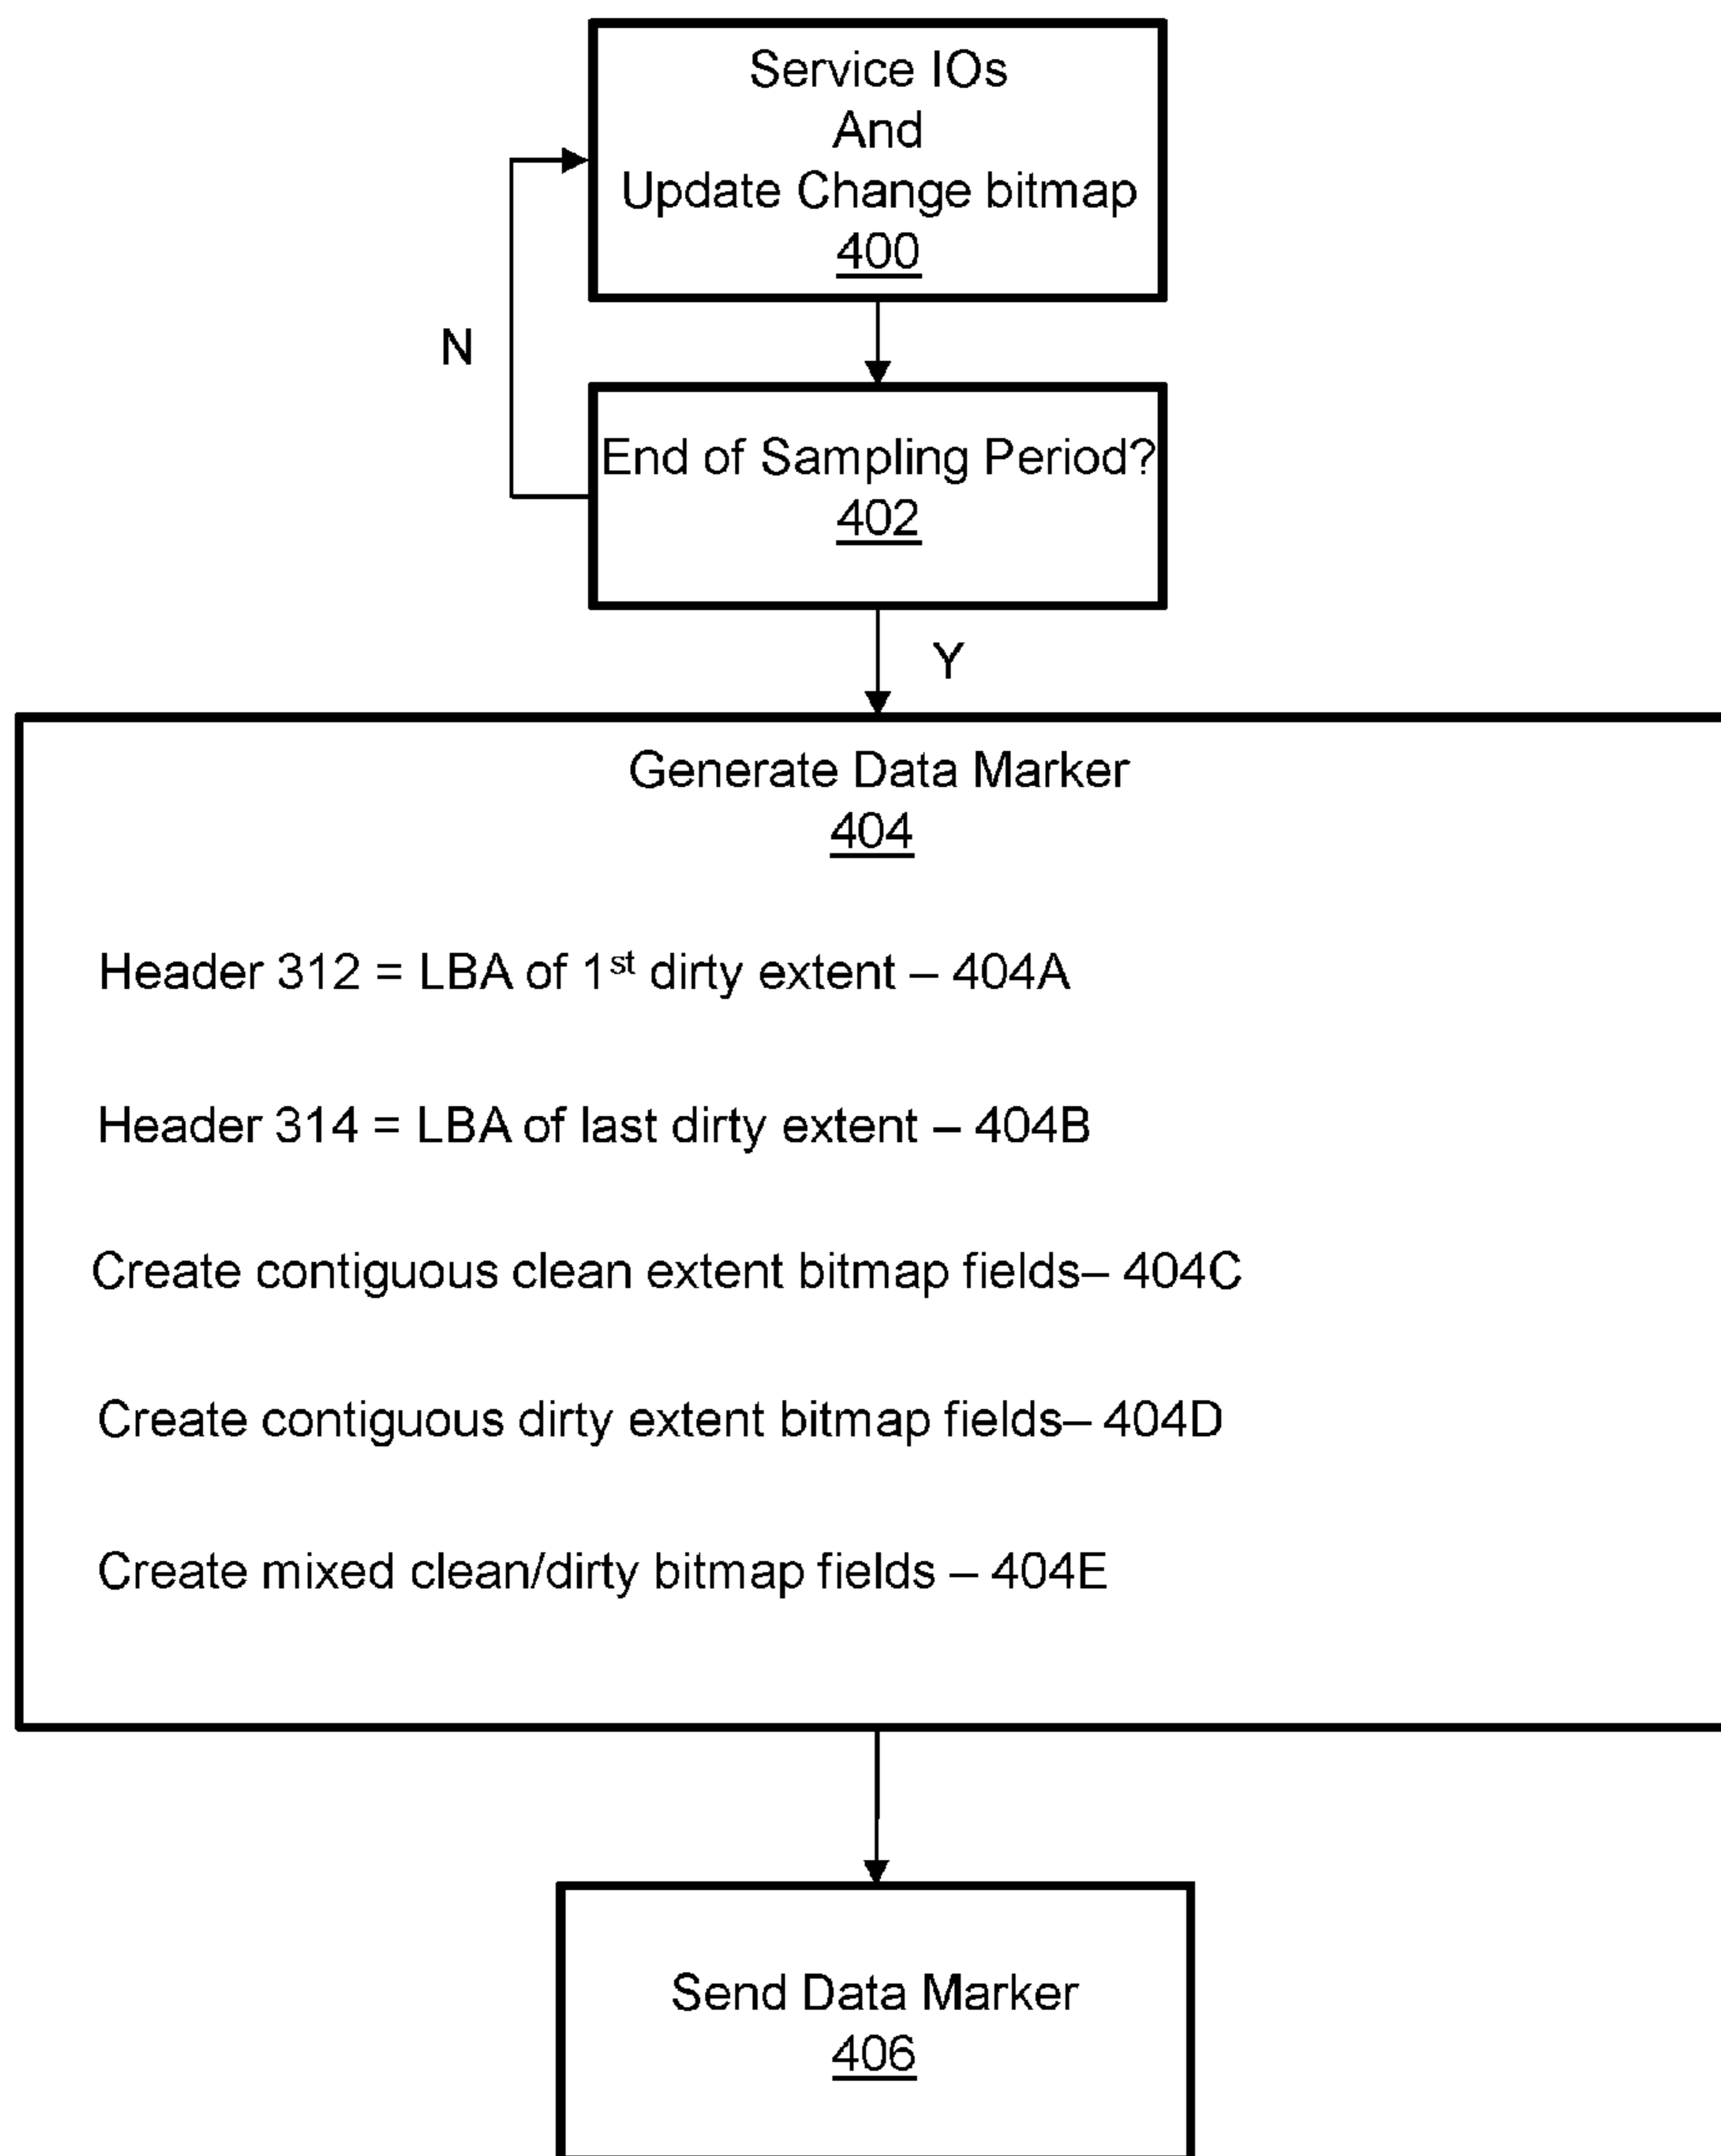 Service IOs
And
Update Change bitmap
400
N
End of Sampling Period?
402
Y
Generate Data Marker
404
Header 312 = LBA of 1st dirty extent – 404A
Header 314 = LBA of last dirty extent – 404B
Create contiguous clean extent bitmap fields– 404C
Create contiguous dirty extent bitmap fields– 404D
Create mixed clean/dirty bitmap fields – 404E
Send Data Marker
406